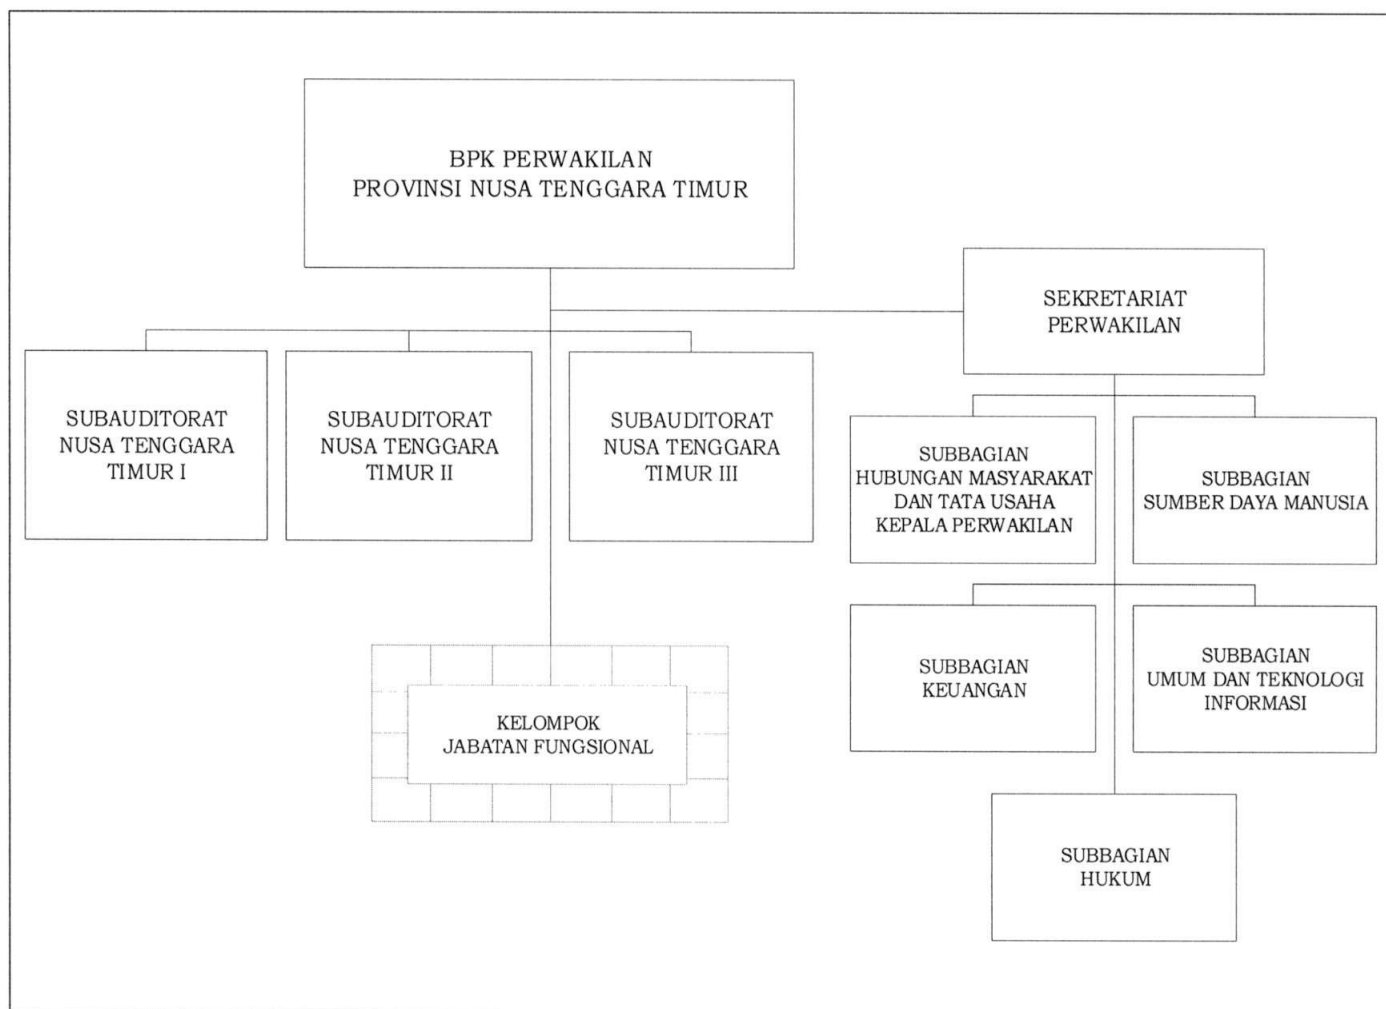 BPK PERWAKILAN
PROVINSI NUSA TENGGARA TIMUR
SEKRETARIAT
PERWAKILAN
SUBAUDITORAT
NUSA TENGGARA
TIMUR I
SUBAUDITORAT
NUSA TENGGARA
TIMUR II
SUBAUDITORAT
NUSA TENGGARA
TIMUR III
SUBBAGIAN
HUBUNGAN MASYARAKAT
DAN TATA USAHA
KEPALA PERWAKILAN
SUBBAGIAN
SUMBER DAYA MANUSIA
SUBBAGIAN
KEUANGAN
SUBBAGIAN
UMUM DAN TEKNOLOGI
INFORMASI
KELOMPOK
JABATAN FUNGSIONAL
SUBBAGIAN
HUKUM